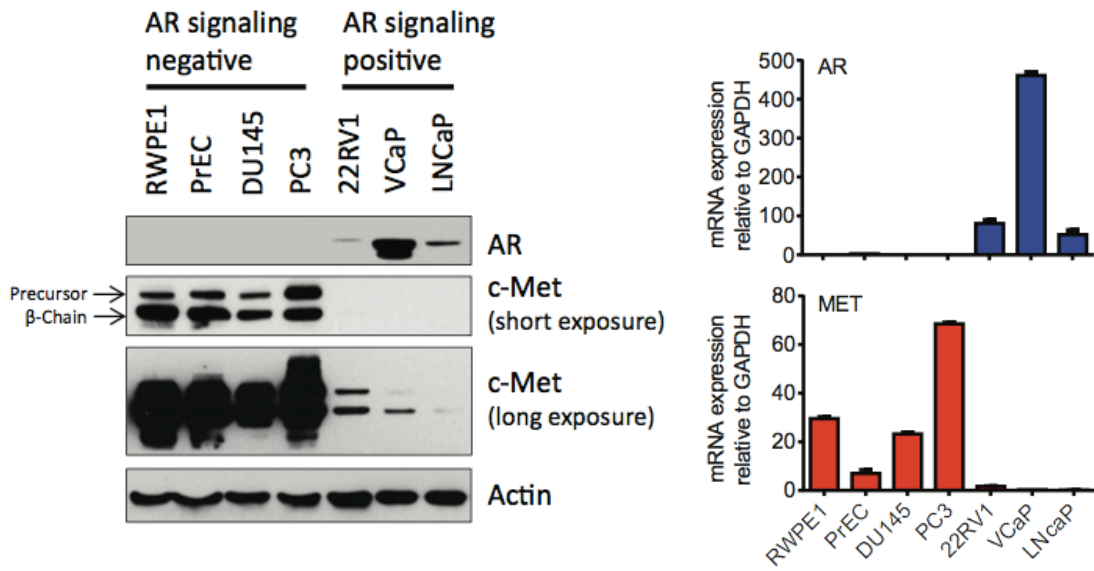 AR signaling
negative
AR signaling
positive
RWPE1
PrEC
DU145
PC3
22RV1
VCaP
LNCaP
AR
Precursor
β-Chain
c-Met
(short exposure)
c-Met
(long exposure)
Actin
AR
mRNA expression
relative to GAPDH
500
400
300
200
100
0
MET
mRNA expression
relative to GAPDH
80
60
40
20
0
RWPE1
PrEC
DU145
PC3
22RV1
VCaP
LNcaP